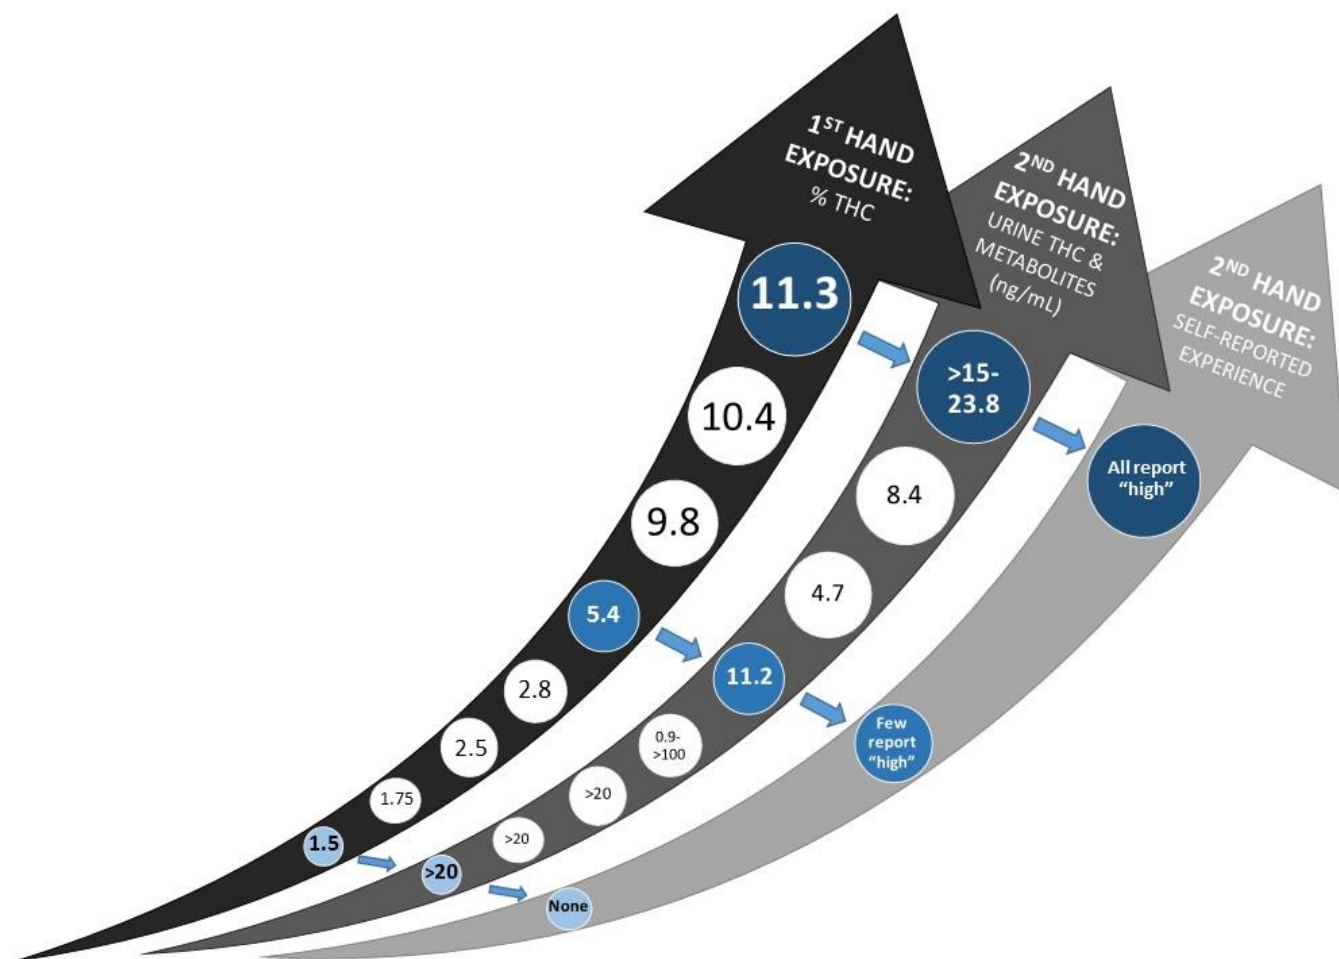 1ST HAND
EXPOSURE:
% THC
11.3
10.4
9.8
5.4
2.8
2.5
1.75
1.5
2ND HAND
EXPOSURE:
URINE THC &
METABOLITES
(ng/mL)
>15-
23.8
8.4
4.7
11.2
0.9-
>100
>20
>20
>20
2ND HAND
EXPOSURE:
SELF-REPORTED
EXPERIENCE
All report
“high”
Few
report
“high”
None